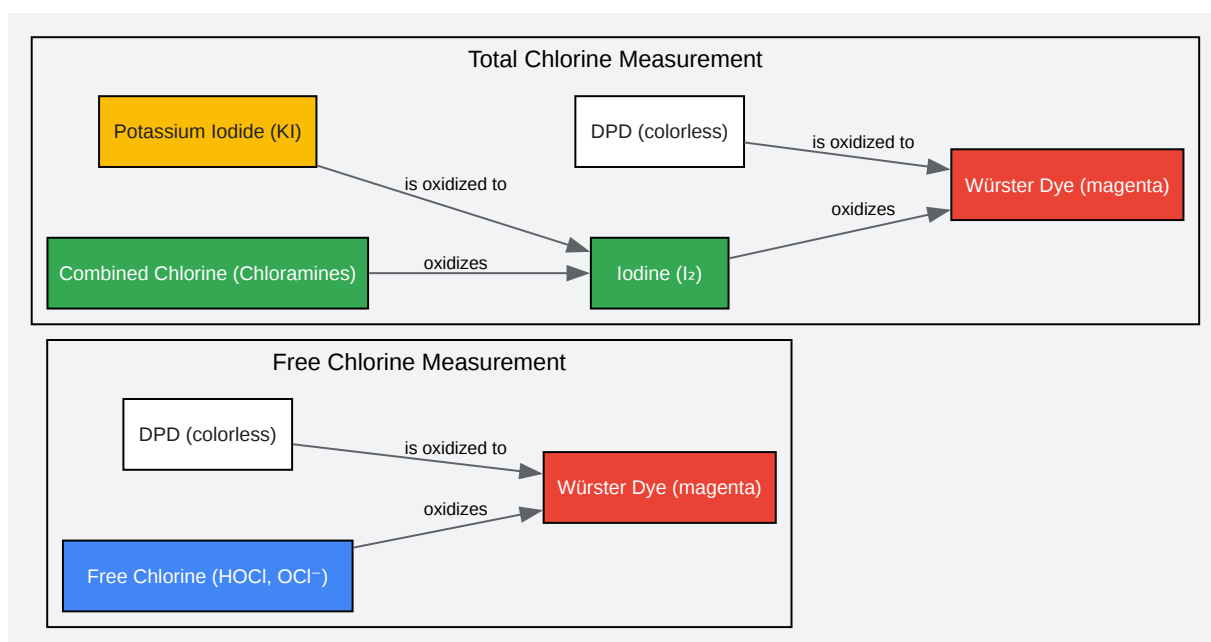 Total Chlorine Measurement
Potassium Iodide (KI)
DPD (colorless)
is oxidized to
Würster Dye (magenta)
is oxidized to
oxidizes
Combined Chlorine (Chloramines)
oxidizes
Iodine (I₂)
Free Chlorine Measurement
DPD (colorless)
is oxidized to
Würster Dye (magenta)
oxidizes
Free Chlorine (HOCl, OCl⁻)